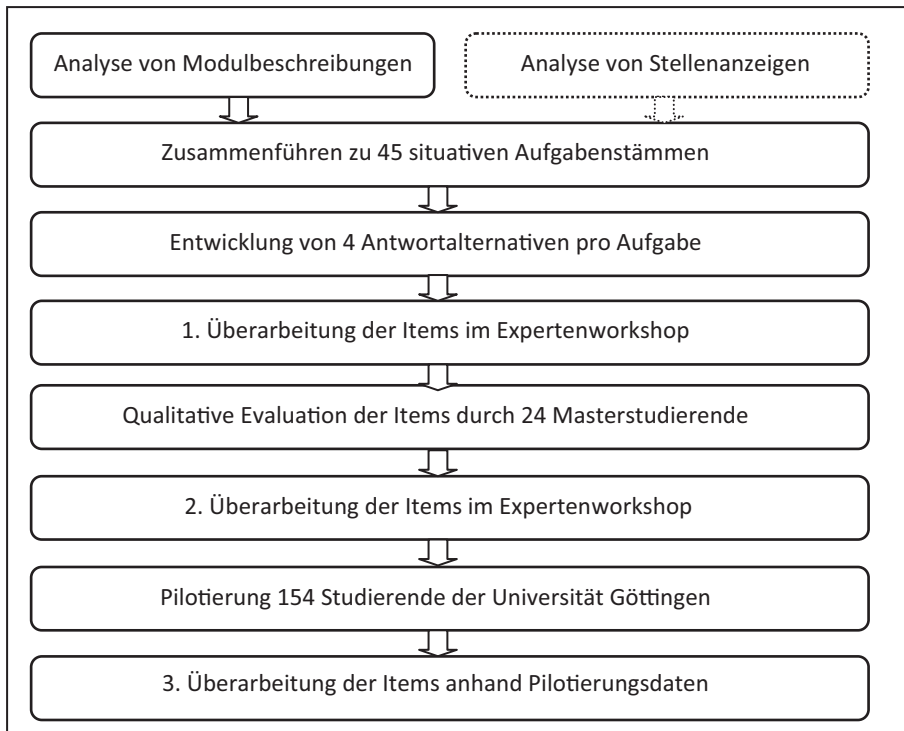 Analyse von Modulbeschreibungen
Analyse von Stellenanzeigen
Zusammenführen zu 45 situativen Aufgabenstämmen
Entwicklung von 4 Antwortalternativen pro Aufgabe
1. Überarbeitung der Items im Expertenworkshop
Qualitative Evaluation der Items durch 24 Masterstudierende
2. Überarbeitung der Items im Expertenworkshop
Pilotierung 154 Studierende der Universität Göttingen
3. Überarbeitung der Items anhand Pilotierungsdaten